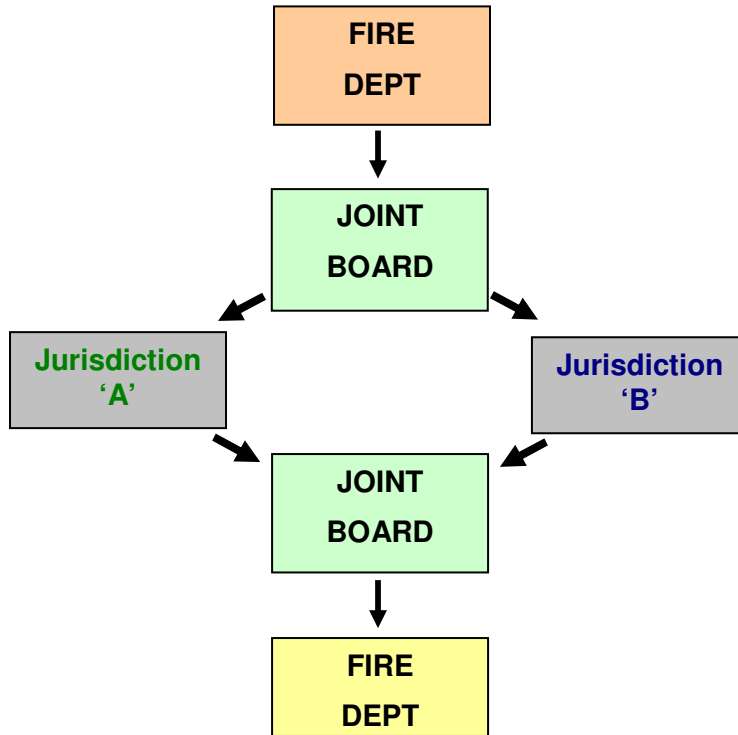 FIRE
DEPT
JOINT
BOARD
Jurisdiction
‘A’
Jurisdiction
‘B’
JOINT
BOARD
FIRE
DEPT